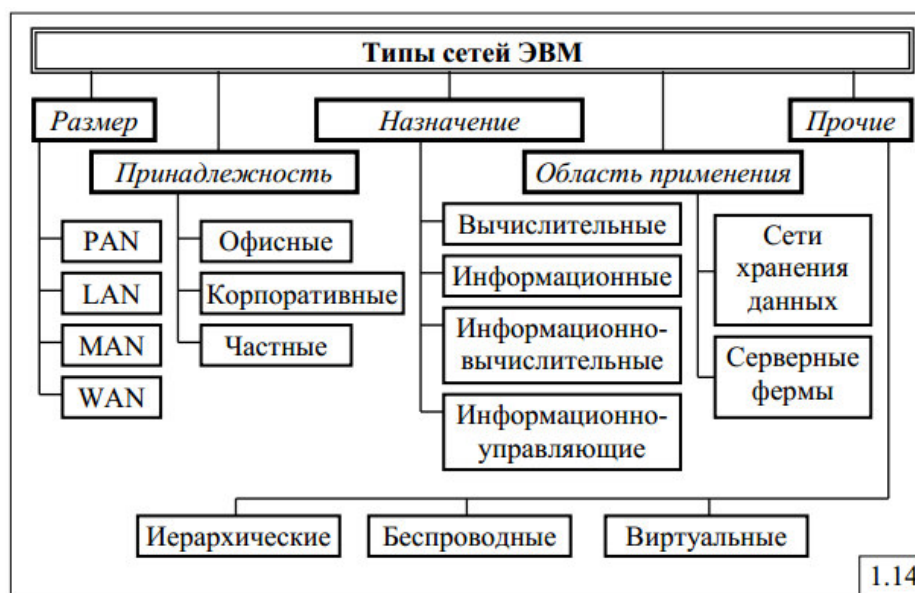 Типы сетей ЭВМ
Размер
Назначение
Прочие
Принадлежность
Область применения
PAN
LAN
MAN
WAN
Офисные
Корпоративные
Частные
Вычислительные
Информационные
Информационно-
вычислительные
Информационно-
управляющие
Сети
хранения
данных
Серверные
фермы
Иерархические
Беспроводные
Виртуальные
1.14